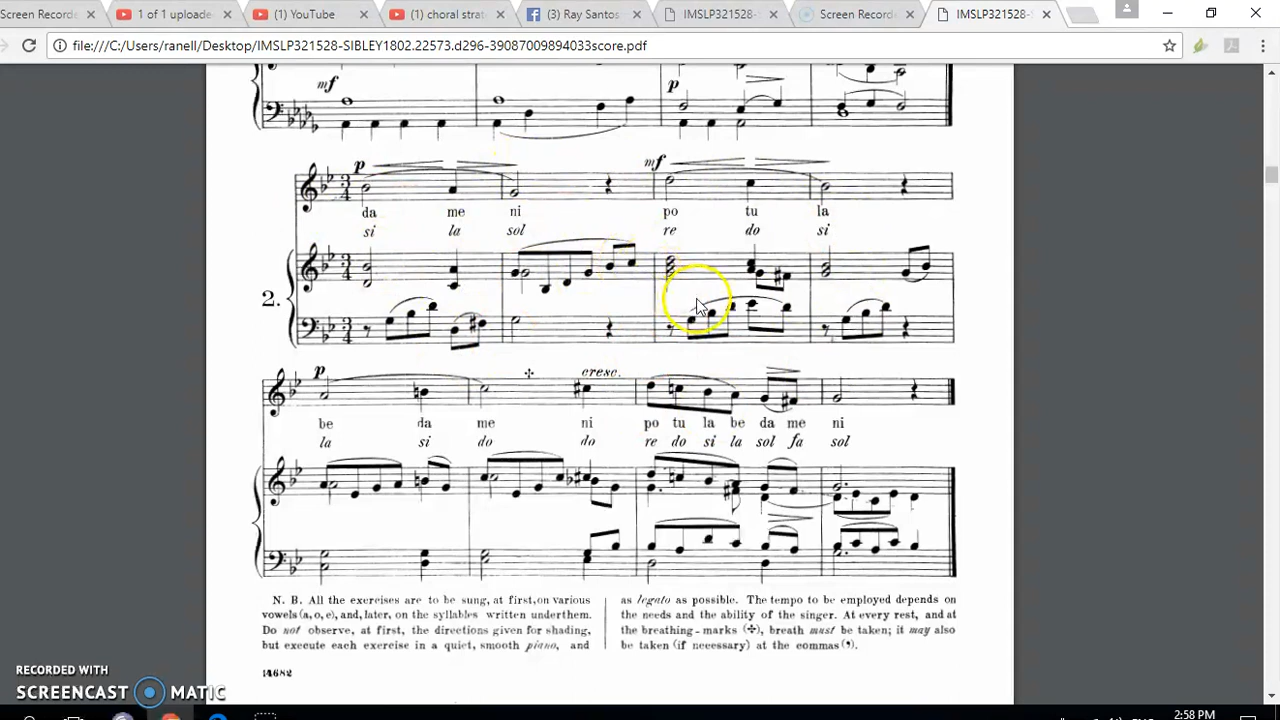 Screen Recor
1 of 1 uploade
(1) YouTube
(1) choral strat
(3) Ray Santos
IMSLP321528-
Screen Record
IMSLP321528-
file:///C:/Users/ranell/Desktop/IMSLP321528-SIBLEY1802.22573.d296-39087009894033score.pdf
mf p
p mf
da me ni po tu la
si la sol re do si
2.
p cresc.
be da me ni po tu la be da me ni
la si do do re do si la sol fa sol
N. B. All the exercises are to be sung, at first, on various
vowels (a, o, e), and, later, on the syllables written underthem.
Do not observe, at first, the directions given for shading,
but execute each exercise in a quiet, smooth piano, and
as legato as possible. The tempo to be employed depends on
the needs and the ability of the singer. At every rest, and at
the breathing-marks (✣), breath must be taken; it may also
be taken (if necessary) at the commas (❜).
14682
RECORDED WITH
SCREENCAST MATIC
2:58 PM